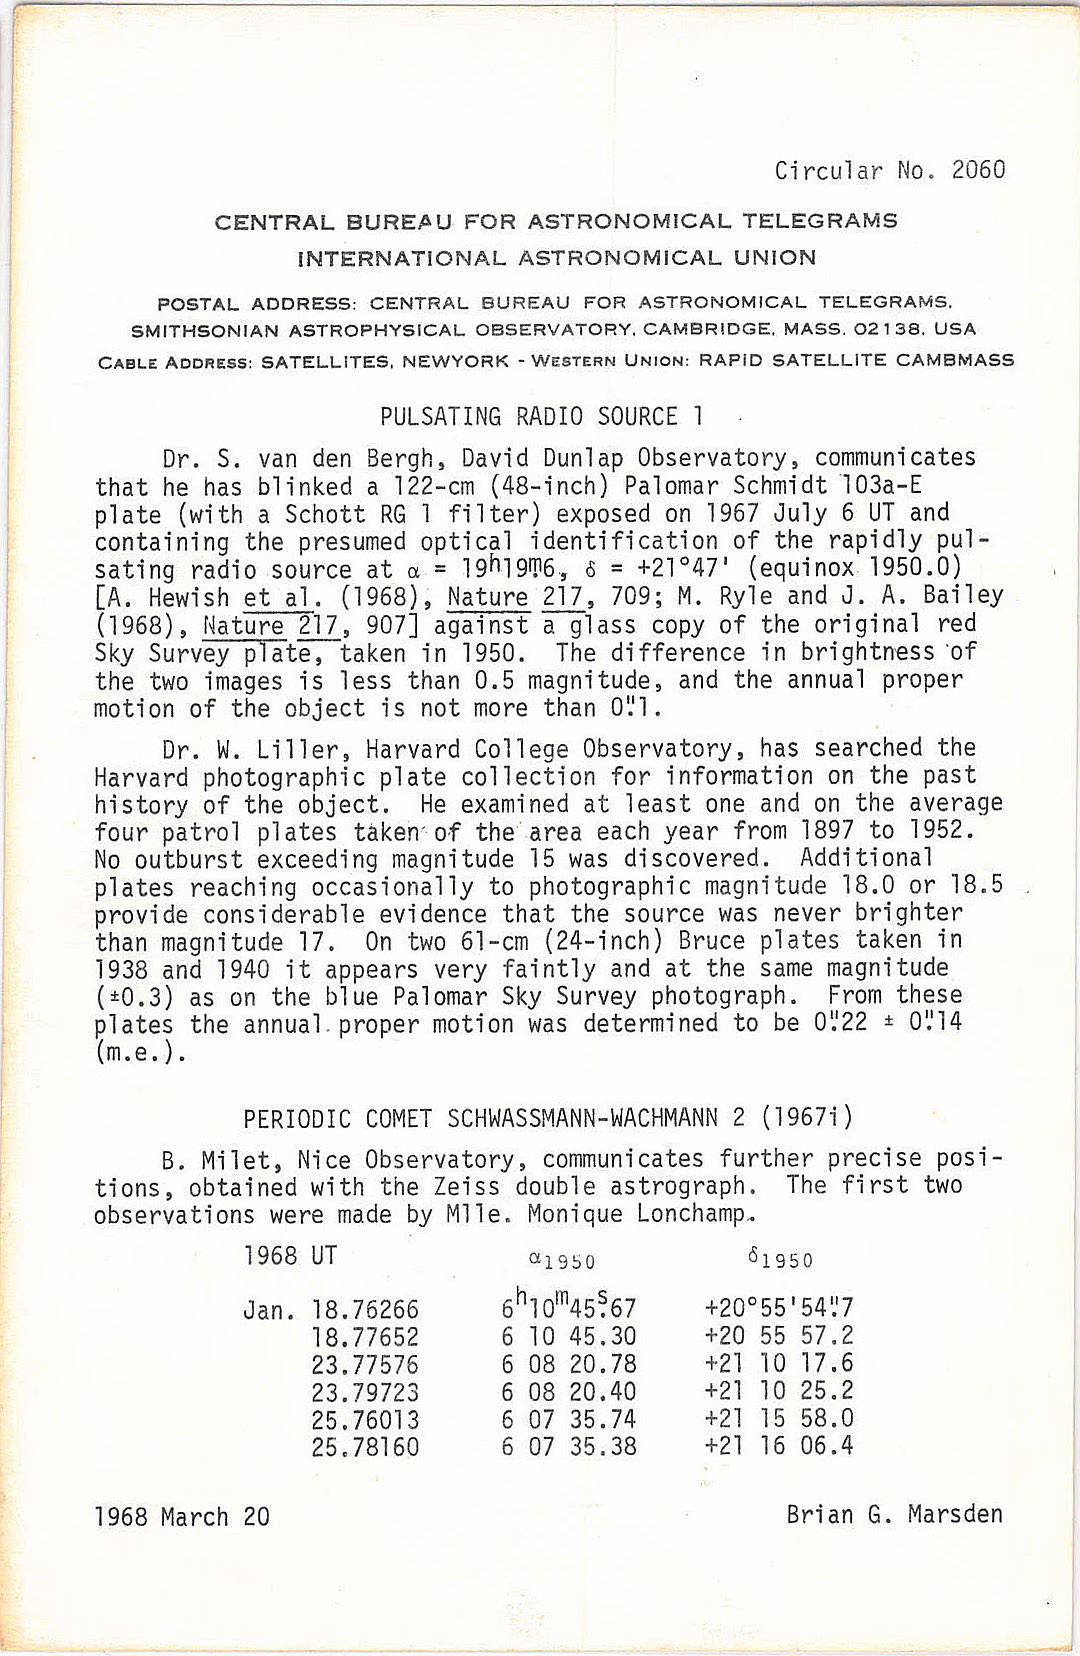 Circular No. 2060
CENTRAL BUREAU FOR ASTRONOMICAL TELEGRAMS
INTERNATIONAL ASTRONOMICAL UNION
POSTAL ADDRESS: CENTRAL BUREAU FOR ASTRONOMICAL TELEGRAMS.
SMITHSONIAN ASTROPHYSICAL OBSERVATORY, CAMBRIDGE, MASS. 02138. USA
CABLE ADDRESS: SATELLITES, NEWYORK - WESTERN UNION: RAPID SATELLITE CAMBMASS
PULSATING RADIO SOURCE 1
Dr. S. van den Bergh, David Dunlap Observatory, communicates
that he has blinked a 122-cm (48-inch) Palomar Schmidt 103a-E
plate (with a Schott RG 1 filter) exposed on 1967 July 6 UT and
containing the presumed optical identification of the rapidly pul-
sating radio source at α = 19ʰ19ᵐ.6, δ = +21°47' (equinox 1950.0)
[A. Hewish et al. (1968), Nature 217, 709; M. Ryle and J. A. Bailey
(1968), Nature 217, 907] against a glass copy of the original red
Sky Survey plate, taken in 1950. The difference in brightness of
the two images is less than 0.5 magnitude, and the annual proper
motion of the object is not more than 0".1.
Dr. W. Liller, Harvard College Observatory, has searched the
Harvard photographic plate collection for information on the past
history of the object. He examined at least one and on the average
four patrol plates taken of the area each year from 1897 to 1952.
No outburst exceeding magnitude 15 was discovered. Additional
plates reaching occasionally to photographic magnitude 18.0 or 18.5
provide considerable evidence that the source was never brighter
than magnitude 17. On two 61-cm (24-inch) Bruce plates taken in
1938 and 1940 it appears very faintly and at the same magnitude
(±0.3) as on the blue Palomar Sky Survey photograph. From these
plates the annual proper motion was determined to be 0".22 ± 0".14
(m.e.).
PERIODIC COMET SCHWASSMANN-WACHMANN 2 (1967i)
B. Milet, Nice Observatory, communicates further precise posi-
tions, obtained with the Zeiss double astrograph. The first two
observations were made by Mlle. Monique Lonchamp.
1968 UT α1950 δ1950
Jan. 18.76266 6ʰ10ᵐ45ˢ.67 +20°55'54".7
18.77652 6 10 45.30 +20 55 57.2
23.77576 6 08 20.78 +21 10 17.6
23.79723 6 08 20.40 +21 10 25.2
25.76013 6 07 35.74 +21 15 58.0
25.78160 6 07 35.38 +21 16 06.4
1968 March 20 Brian G. Marsden